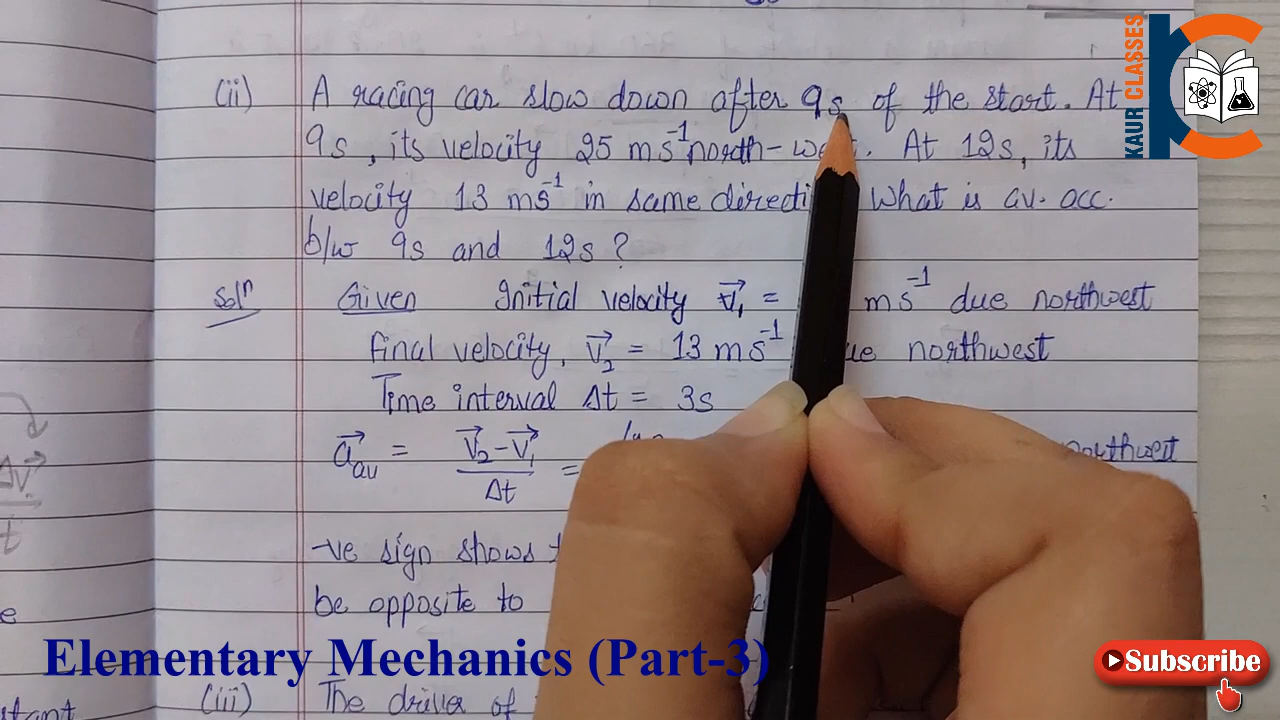 KAUR CLASSES
(ii) A racing car slow down after 9s of the start. At
9s, its velocity 25 ms⁻¹ north-west. At 12s, its
velocity 13 ms⁻¹ in same What is av. acc.
b/w 9s and 12s?
Solⁿ Given Initial velocity v⃗₁ = ms⁻¹ due northwest
final velocity, v⃗₂ = 13 ms⁻¹ northwest
Time interval Δt = 3s
a⃗av = v⃗₂-v⃗₁/Δt = northwest
-ve sign shows
be opposite to
Elementary Mechanics (Part-3)
Subscribe
(iii) The driver of